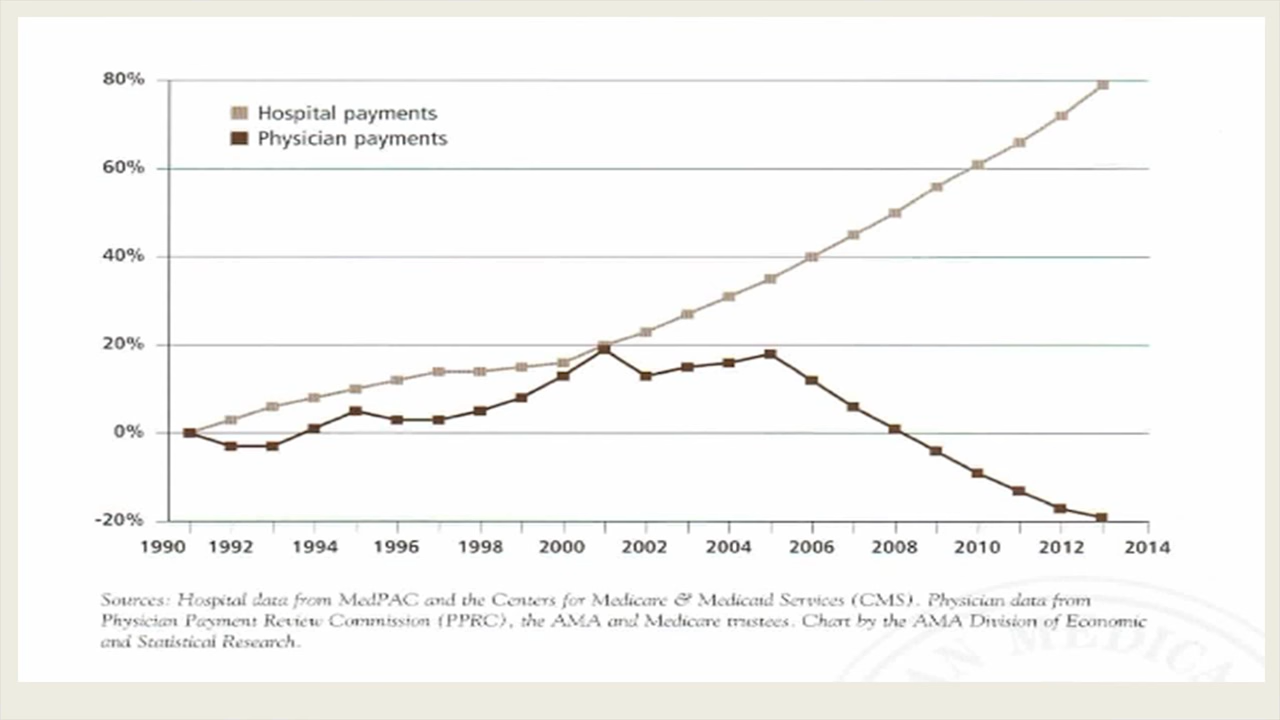 80%
Hospital payments
Physician payments
60%
40%
20%
0%
-20%
1990 1992 1994 1996 1998 2000 2002 2004 2006 2008 2010 2012 2014
Sources: Hospital data from MedPAC and the Centers for Medicare & Medicaid Services (CMS). Physician data from
Physician Payment Review Commission (PPRC), the AMA and Medicare trustees. Chart by the AMA Division of Economic
and Statistical Research.
MEDICA